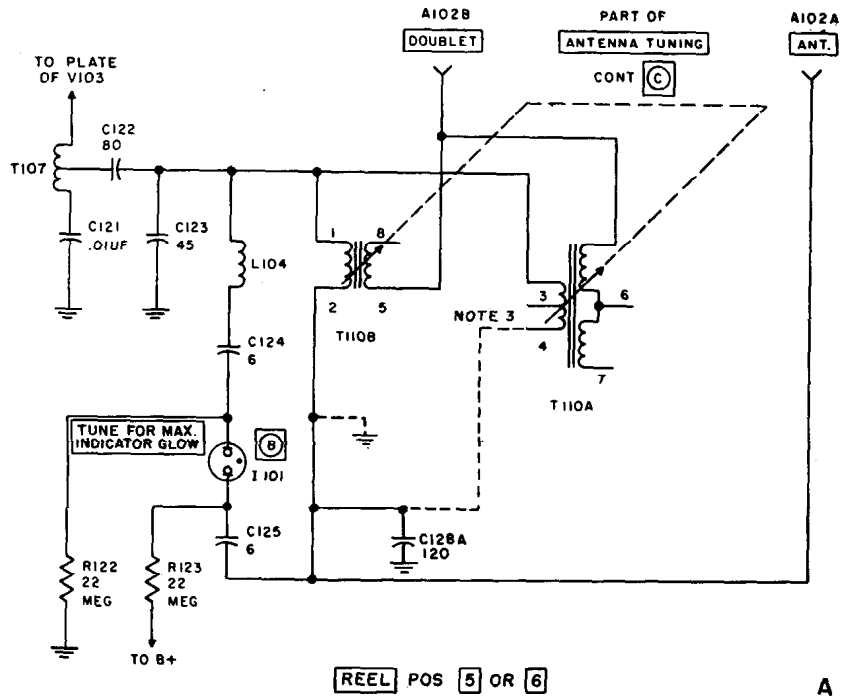 A102B
DOUBLET
PART OF
ANTENNA TUNING
CONT C
A102A
ANT.
TO PLATE
OF V103
C122
80
T107
C121
.01UF
C123
45
L104
1
8
2
5
T110B
NOTE 3
3
4
6
7
T110A
C124
6
TUNE FOR MAX.
INDICATOR GLOW
B
I101
C125
6
C128A
120
R122
22
MEG
R123
22
MEG
TO B+
REEL POS 5 OR 6
A